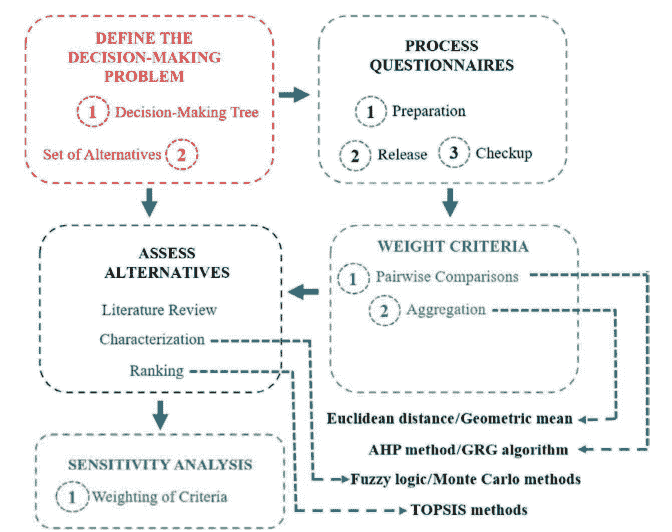 DEFINE THE
DECISION-MAKING
PROBLEM
1 Decision-Making Tree
Set of Alternatives 2
PROCESS
QUESTIONNAIRES
1 Preparation
2 Release 3 Checkup
ASSESS
ALTERNATIVES
Literature Review
Characterization
Ranking
WEIGHT CRITERIA
1 Pairwise Comparisons
2 Aggregation
Euclidean distance/Geometric mean
AHP method/GRG algorithm
Fuzzy logic/Monte Carlo methods
TOPSIS methods
SENSITIVITY ANALYSIS
1 Weighting of Criteria